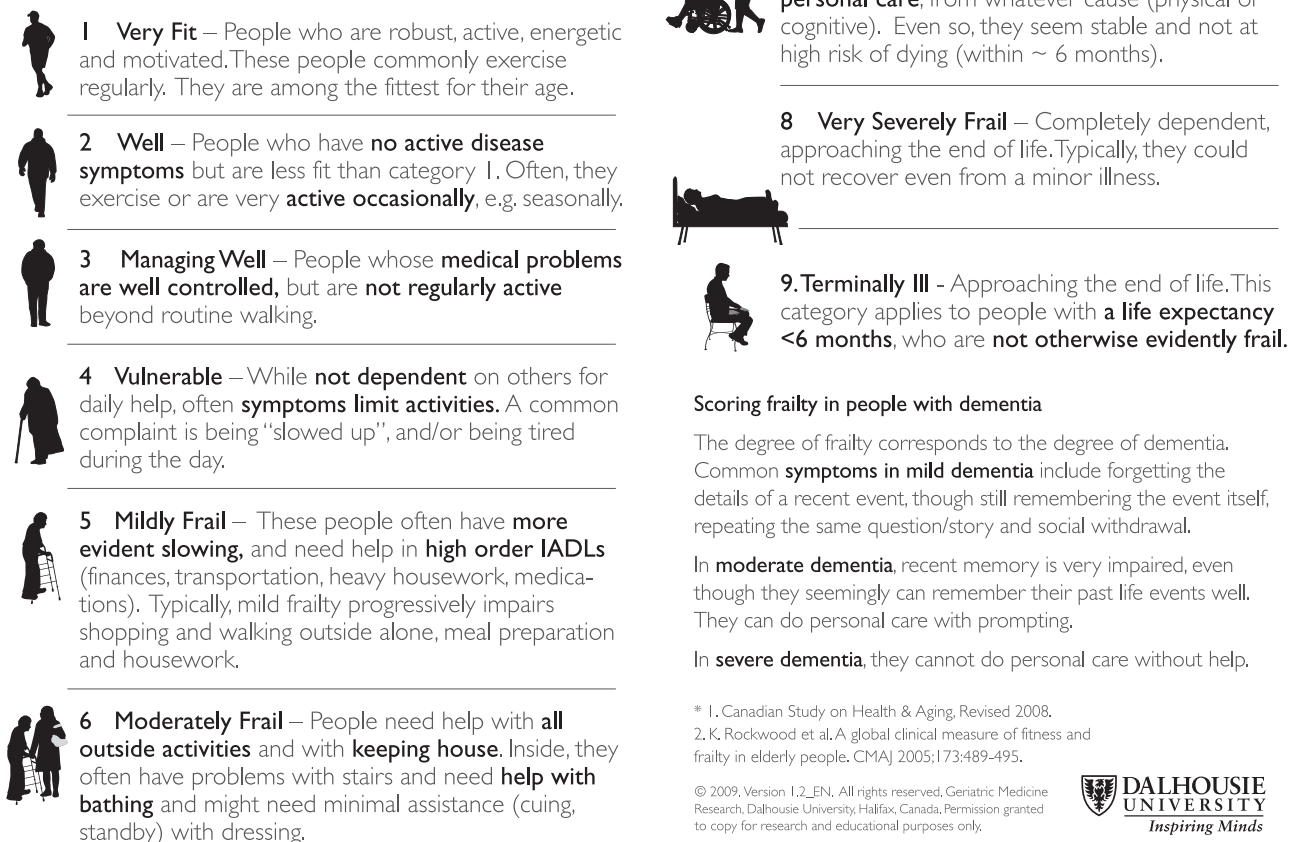 1 Very Fit – People who are robust, active, energetic
and motivated. These people commonly exercise
regularly. They are among the fittest for their age.
2 Well – People who have no active disease
symptoms but are less fit than category 1. Often, they
exercise or are very active occasionally, e.g. seasonally.
3 Managing Well – People whose medical problems
are well controlled, but are not regularly active
beyond routine walking.
4 Vulnerable – While not dependent on others for
daily help, often symptoms limit activities. A common
complaint is being “slowed up”, and/or being tired
during the day.
5 Mildly Frail – These people often have more
evident slowing, and need help in high order IADLs
(finances, transportation, heavy housework, medica-
tions). Typically, mild frailty progressively impairs
shopping and walking outside alone, meal preparation
and housework.
6 Moderately Frail – People need help with all
outside activities and with keeping house. Inside, they
often have problems with stairs and need help with
bathing and might need minimal assistance (cuing,
standby) with dressing.
personal care, from whatever cause (physical or
cognitive). Even so, they seem stable and not at
high risk of dying (within ~ 6 months).
8 Very Severely Frail – Completely dependent,
approaching the end of life. Typically, they could
not recover even from a minor illness.
9. Terminally Ill - Approaching the end of life. This
category applies to people with a life expectancy
<6 months, who are not otherwise evidently frail.
Scoring frailty in people with dementia
The degree of frailty corresponds to the degree of dementia.
Common symptoms in mild dementia include forgetting the
details of a recent event, though still remembering the event itself,
repeating the same question/story and social withdrawal.
In moderate dementia, recent memory is very impaired, even
though they seemingly can remember their past life events well.
They can do personal care with prompting.
In severe dementia, they cannot do personal care without help.
* 1. Canadian Study on Health & Aging, Revised 2008.
2. K. Rockwood et al. A global clinical measure of fitness and
frailty in elderly people. CMAJ 2005;173:489-495.
© 2009. Version 1.2_EN. All rights reserved. Geriatric Medicine
Research, Dalhousie University, Halifax, Canada. Permission granted
to copy for research and educational purposes only.
DALHOUSIE
UNIVERSITY
Inspiring Minds